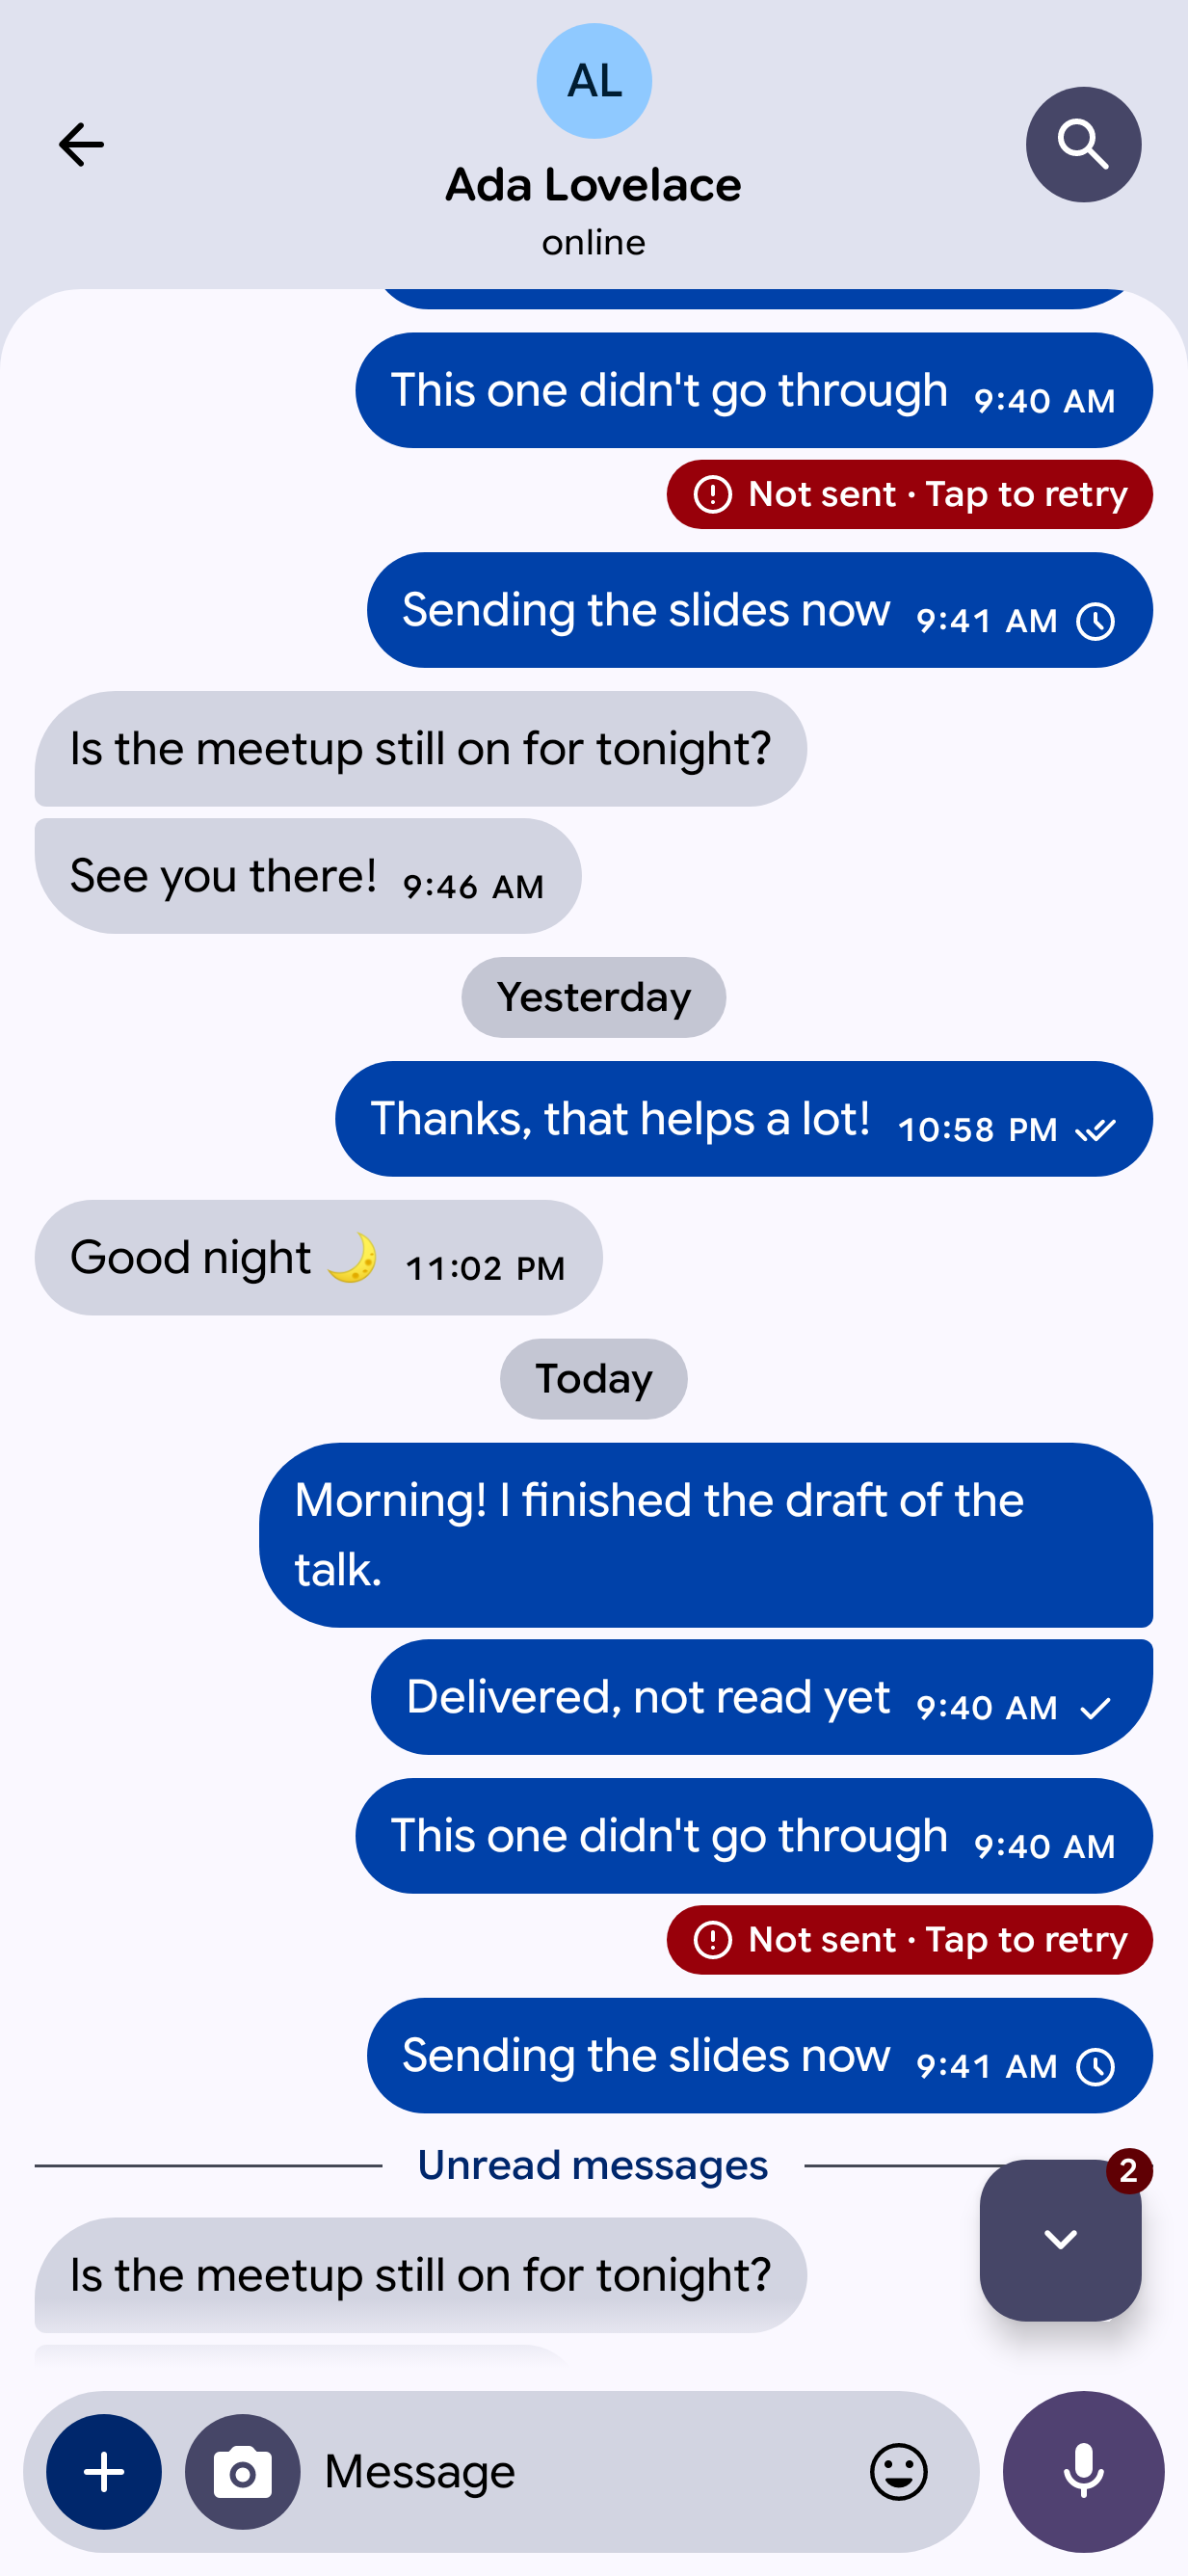 AL
Ada Lovelace
online
This one didn't go through 9:40 AM
Not sent · Tap to retry
Sending the slides now 9:41 AM
Is the meetup still on for tonight?
See you there! 9:46 AM
Yesterday
Thanks, that helps a lot! 10:58 PM
Good night 🌙 11:02 PM
Today
Morning! I finished the draft of the
talk.
Delivered, not read yet 9:40 AM
This one didn't go through 9:40 AM
Not sent · Tap to retry
Sending the slides now 9:41 AM
Unread messages
2
Is the meetup still on for tonight?
Message